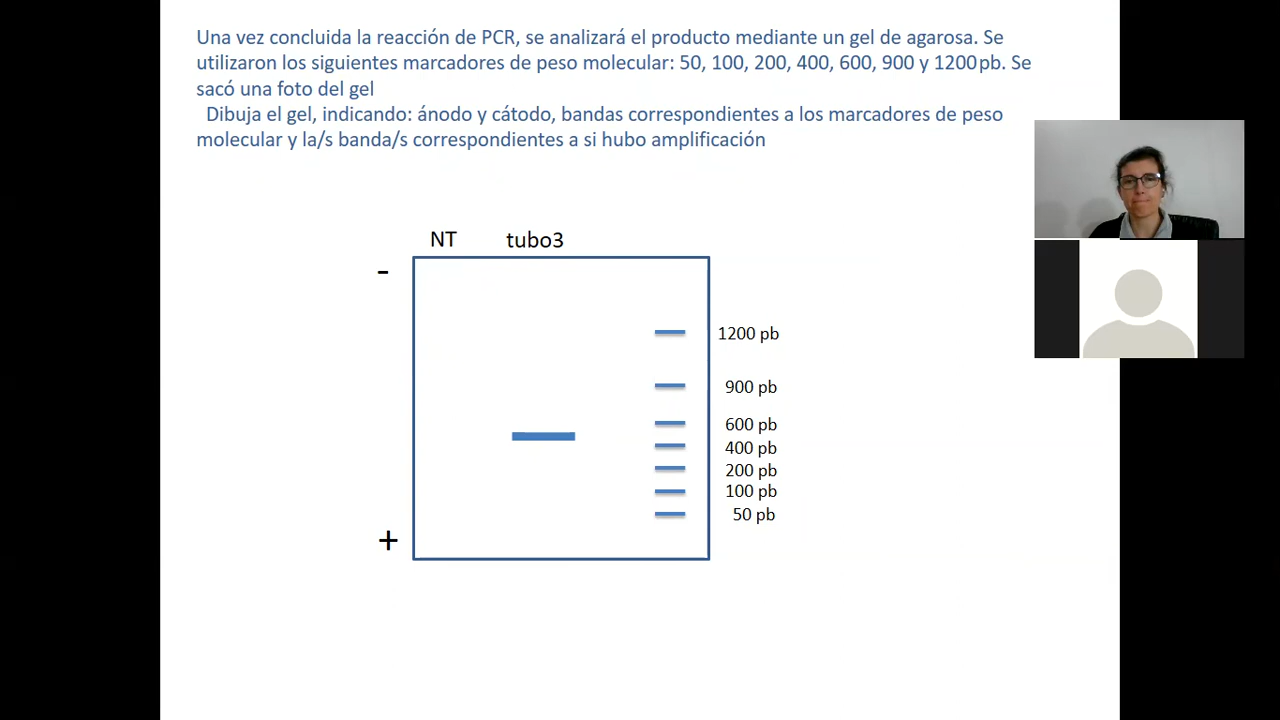 Una vez concluida la reacción de PCR, se analizará el producto mediante un gel de agarosa. Se
utilizaron los siguientes marcadores de peso molecular: 50, 100, 200, 400, 600, 900 y 1200pb. Se
sacó una foto del gel
Dibuja el gel, indicando: ánodo y cátodo, bandas correspondientes a los marcadores de peso
molecular y la/s banda/s correspondientes a si hubo amplificación
NT tubo3
-
1200 pb
900 pb
600 pb
400 pb
200 pb
100 pb
50 pb
+